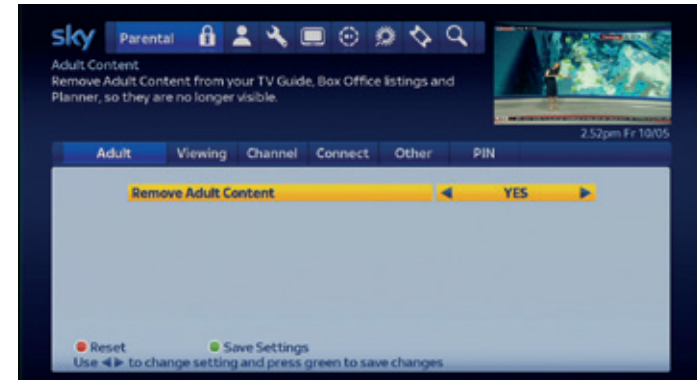 sky Parental
Adult Content
Remove Adult Content from your TV Guide, Box Office listings and
Planner, so they are no longer visible.
2.52pm Fr 10/05
Adult Viewing Channel Connect Other PIN
Remove Adult Content YES
Reset Save Settings
Use ◀▶ to change setting and press green to save changes